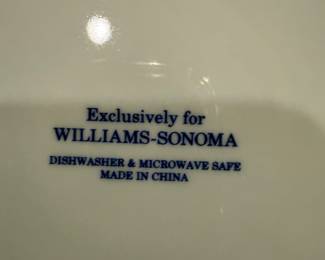 Exclusively for
WILLIAMS-SONOMA
DISHWASHER & MICROWAVE SAFE
MADE IN CHINA